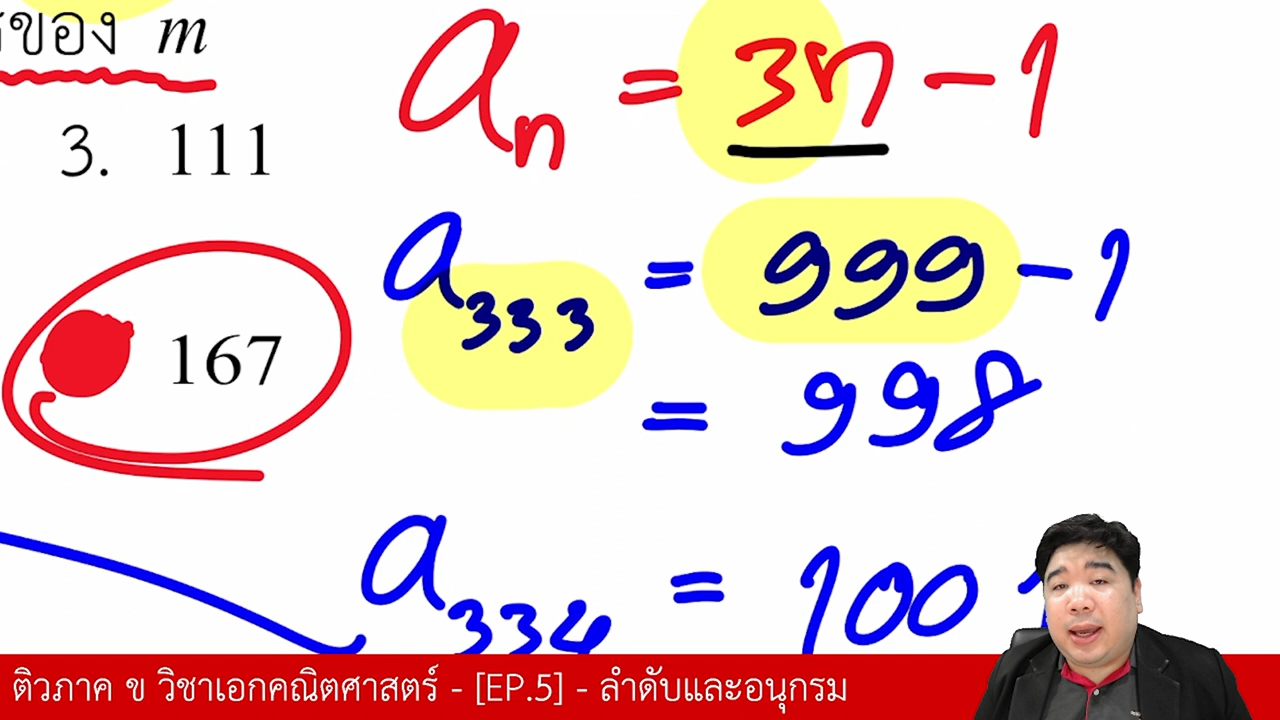 ของ m
3. 111
167
aₙ = 3n − 1
a₃₃₃ = 999 − 1
= 998
a₃₃₄ = 100
ติวภาค ข วิชาเอกคณิตศาสตร์ - [EP.5] - ลำดับและอนุกรม